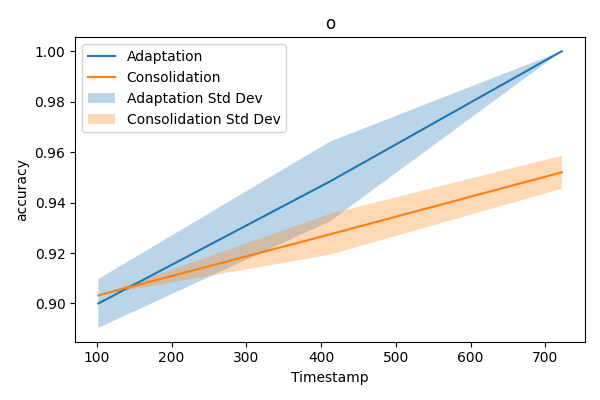 o
Adaptation
Consolidation
Adaptation Std Dev
Consolidation Std Dev
accuracy
1.00
0.98
0.96
0.94
0.92
0.90
100 200 300 400 500 600 700
Timestamp